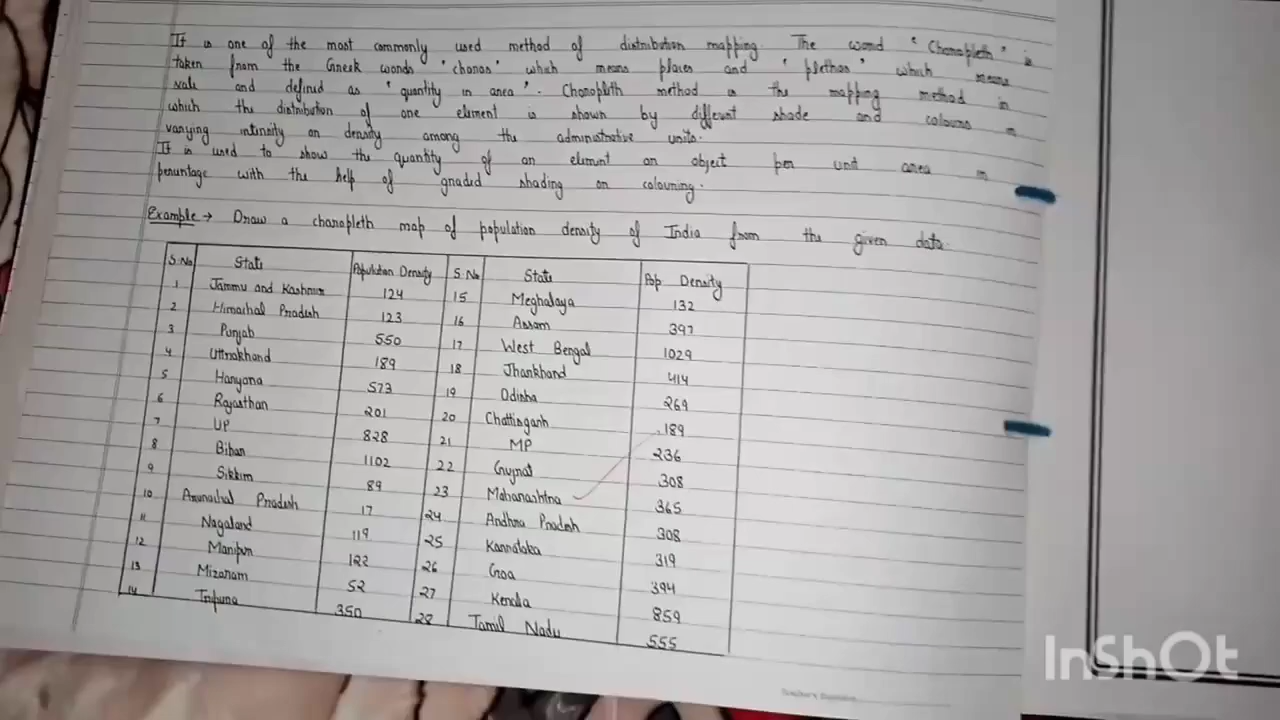 It is one of the most commonly used method of distribution mapping. The word "Choropleth" is
taken from the Greek words 'choros' which means places and 'plethos' which means
scale and defined as "quantity in area". Choropleth method is the mapping method in
which the distribution of one element is shown by different shade and colours in
varying intinsity or density among the administrative units.
It is used to show the quantity of an element or object per unit area in
percentage with the help of graded shading or colouring.
Example → Draw a choropleth map of population density of India from the given data
S.No State Population Density S.No State Pop Density
1 Jammu and Kashmir 124 15 Meghalaya 132
2 Himachal Pradesh 123 16 Assam 397
3 Punjab 550 17 West Bengal 1029
4 Uttrakhand 189 18 Jharkhand 414
5 Haryana 573 19 Odisha 269
6 Rajasthan 201 20 Chattisgarh 189
7 UP 828 21 MP 236
8 Bihar 1102 22 Gujrat 308
9 Sikkim 89 23 Maharashtra 365
10 Arunachal Pradesh 17 24 Andhra Pradesh 308
11 Nagaland 119 25 Karnataka 319
12 Manipur 122 26 Goa 394
13 Mizoram 52 27 Kerala 859
14 Tripura 350 28 Tamil Nadu 555
Teacher's Signature
InShOt